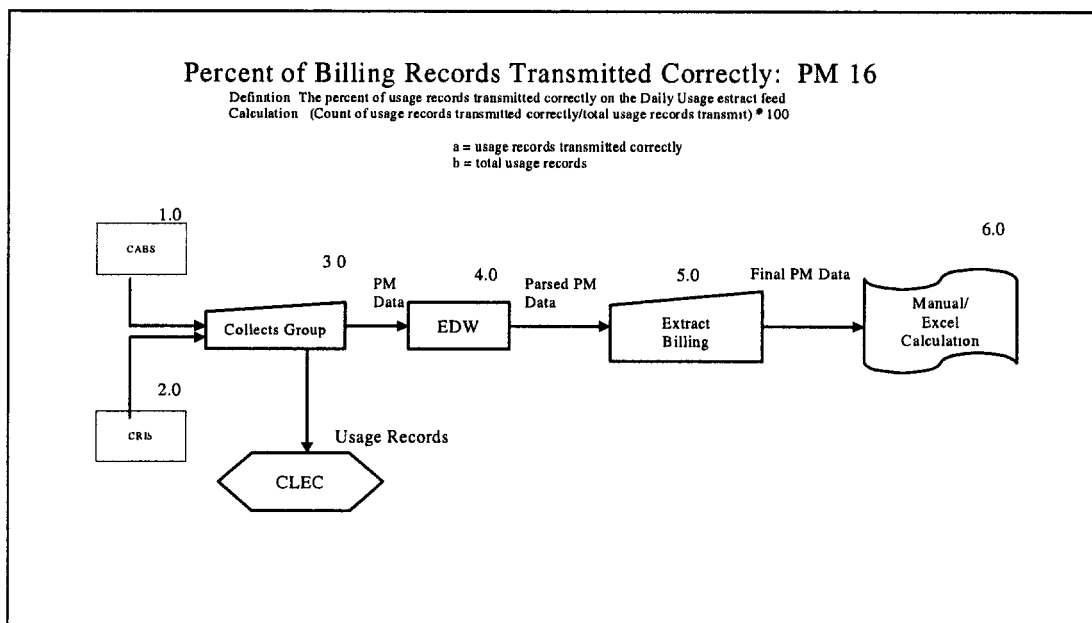 Percent of Billing Records Transmitted Correctly: PM 16
Definition The percent of usage records transmitted correctly on the Daily Usage estract feed
Calculation (Count of usage records transmitted correctly/total usage records transmit) * 100
a = usage records transmitted correctly
b = total usage records
1.0
CABS
2.0
CRIS
3 0
Collects Group
PM
Data
4.0
EDW
Parsed PM
Data
5.0
Extract
Billing
Final PM Data
6.0
Manual/
Excel
Calculation
Usage Records
CLEC